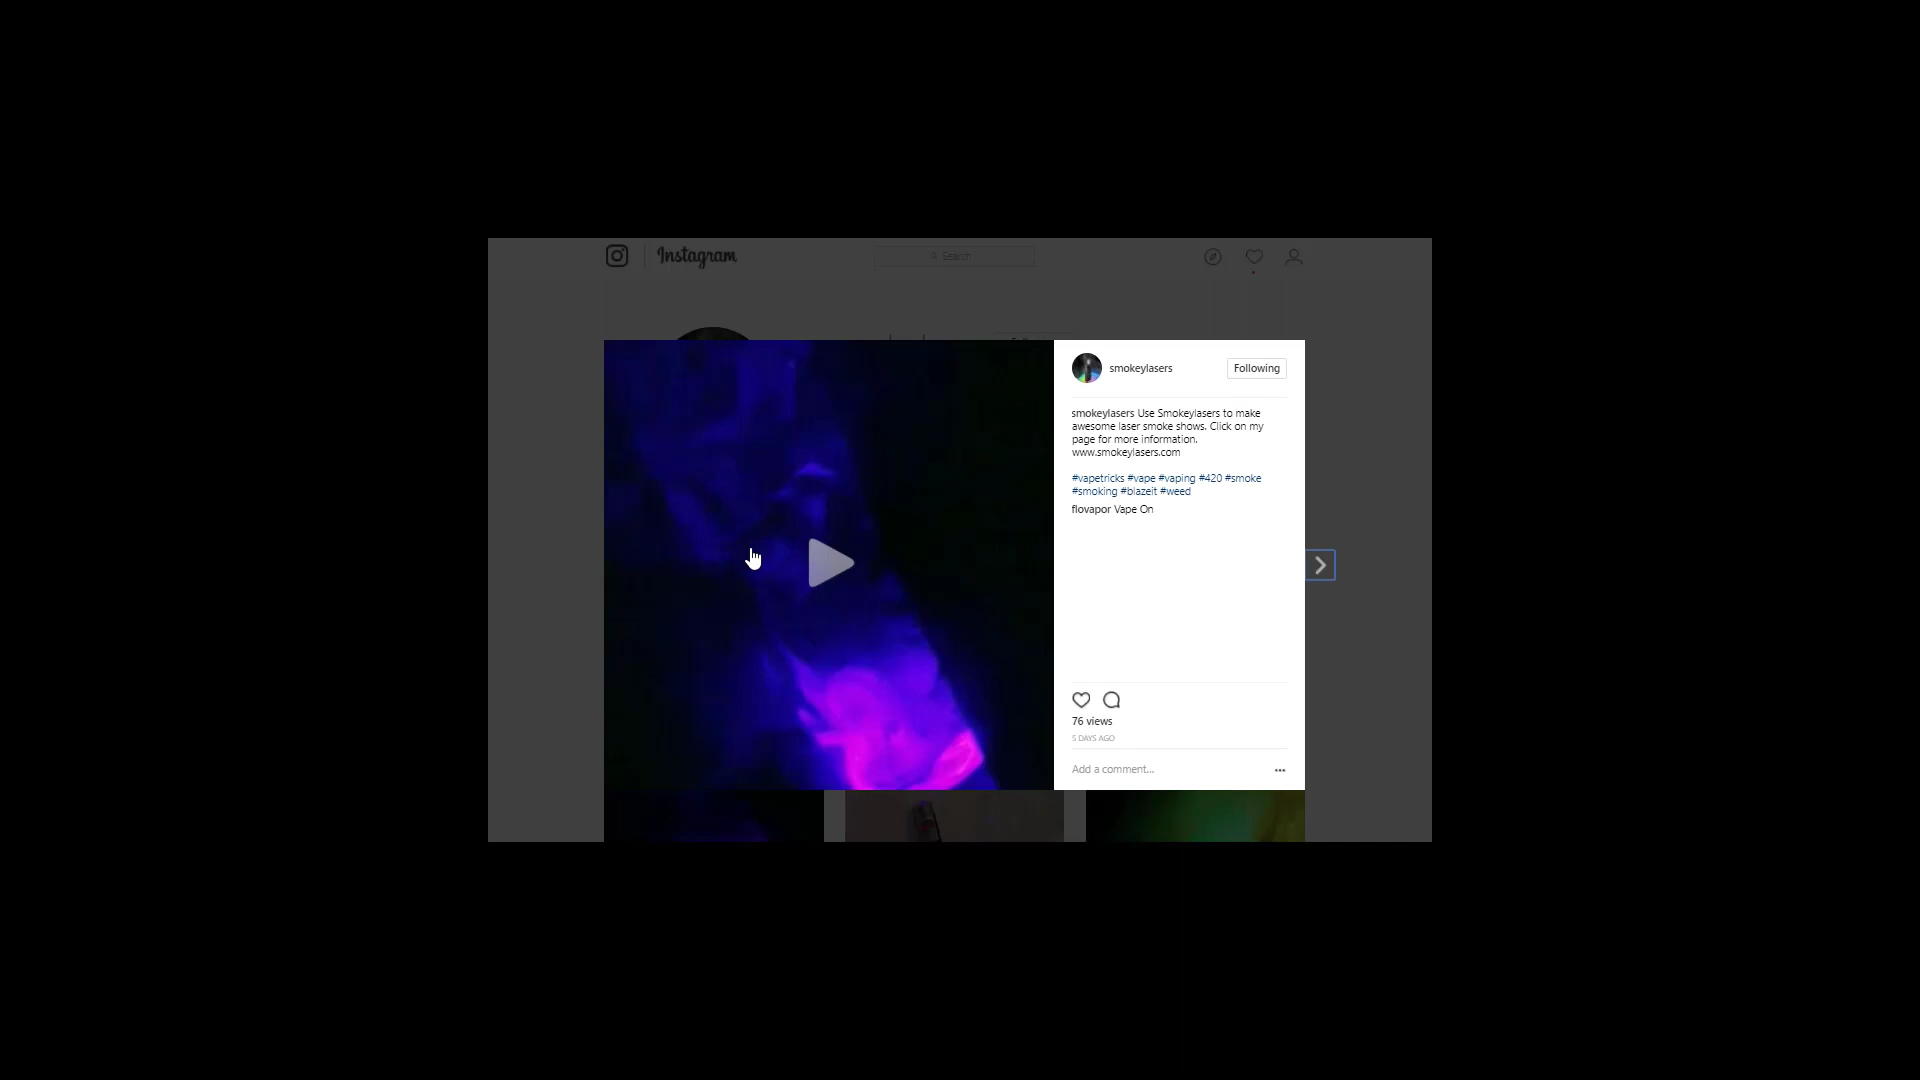 Instagram
Search
smokeylasers
Following
smokeylasers Use Smokeylasers to make
awesome laser smoke shows. Click on my
page for more information.
www.smokeylasers.com
#vapetricks #vape #vaping #420 #smoke
#smoking #blazeit #weed
flovapor Vape On
76 views
5 DAYS AGO
Add a comment...